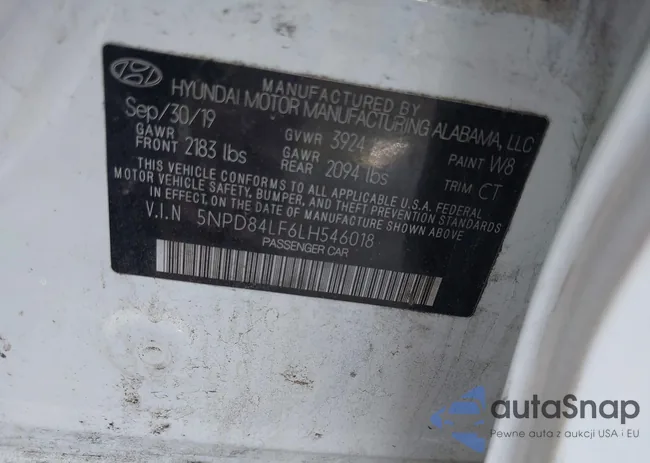 MANUFACTURED BY
HYUNDAI MOTOR MANUFACTURING ALABAMA, LLC
Sep/30/19 GVWR 3924 PAINT W8
GAWR FRONT 2183 lbs GAWR REAR 2094 lbs TRIM CT
THIS VEHICLE CONFORMS TO ALL APPLICABLE U.S.A. FEDERAL
MOTOR VEHICLE SAFETY, BUMPER, AND THEFT PREVENTION STANDARDS
IN EFFECT ON THE DATE OF MANUFACTURE SHOWN ABOVE.
V.I.N 5NPD84LF6LH546018
PASSENGER CAR
autaSnap
Pewne auta z aukcji USA i EU